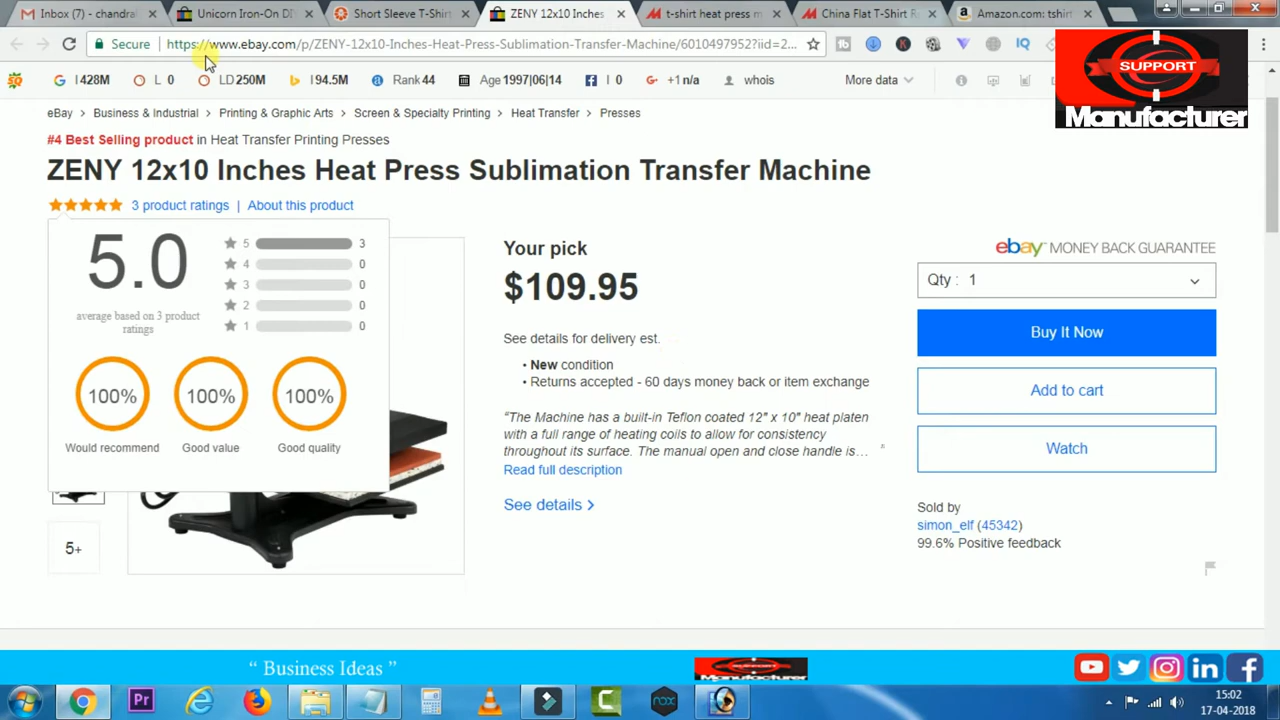 Inbox (7) - chandral
Unicorn Iron-On DI
Short Sleeve T-Shirt
ZENY 12x10 Inches
t-shirt heat press m
China Flat T-Shirt R
Amazon.com: tshirt
Secure
https://www.ebay.com/p/ZENY-12x10-Inches-Heat-Press-Sublimation-Transfer-Machine/6010497952?iid=2...
I 428M
L 0
LD 250M
I 94.5M
Rank 44
Age 1997|06|14
I 0
+1 n/a
whois
More data
SUPPORT
Manufacturer
eBay > Business & Industrial > Printing & Graphic Arts > Screen & Specialty Printing > Heat Transfer > Presses
#4 Best Selling product in Heat Transfer Printing Presses
ZENY 12x10 Inches Heat Press Sublimation Transfer Machine
3 product ratings | About this product
5.0
average based on 3 product
ratings
5 3
4 0
3 0
2 0
1 0
100% 100% 100%
Would recommend Good value Good quality
5+
Your pick
$109.95
See details for delivery est.
• New condition
• Returns accepted - 60 days money back or item exchange
“The Machine has a built-in Teflon coated 12" x 10" heat platen
with a full range of heating coils to allow for consistency
throughout its surface. The manual open and close handle is…
Read full description
See details >
ebay MONEY BACK GUARANTEE
Qty : 1
Buy It Now
Add to cart
Watch
Sold by
simon_elf (45342)
99.6% Positive feedback
“ Business Ideas ”
Manufacturer
15:02
17-04-2018